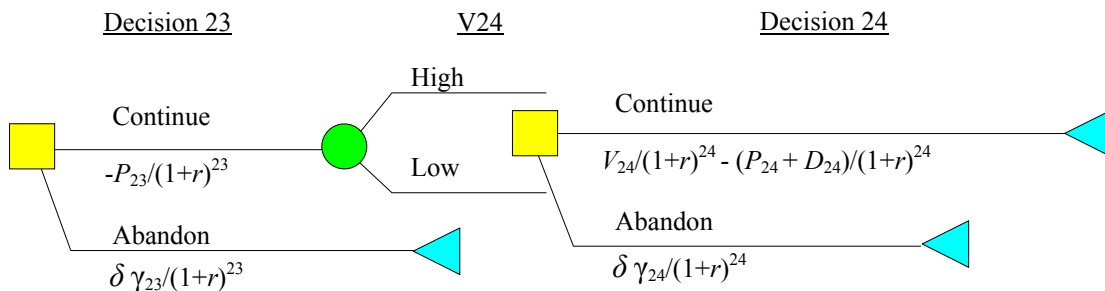 Decision 23 V24 Decision 24
High
Continue Continue
-P₂₃/(1+r)²³ Low V₂₄/(1+r)²⁴ - (P₂₄ + D₂₄)/(1+r)²⁴
Abandon Abandon
δ γ₂₃/(1+r)²³ δ γ₂₄/(1+r)²⁴